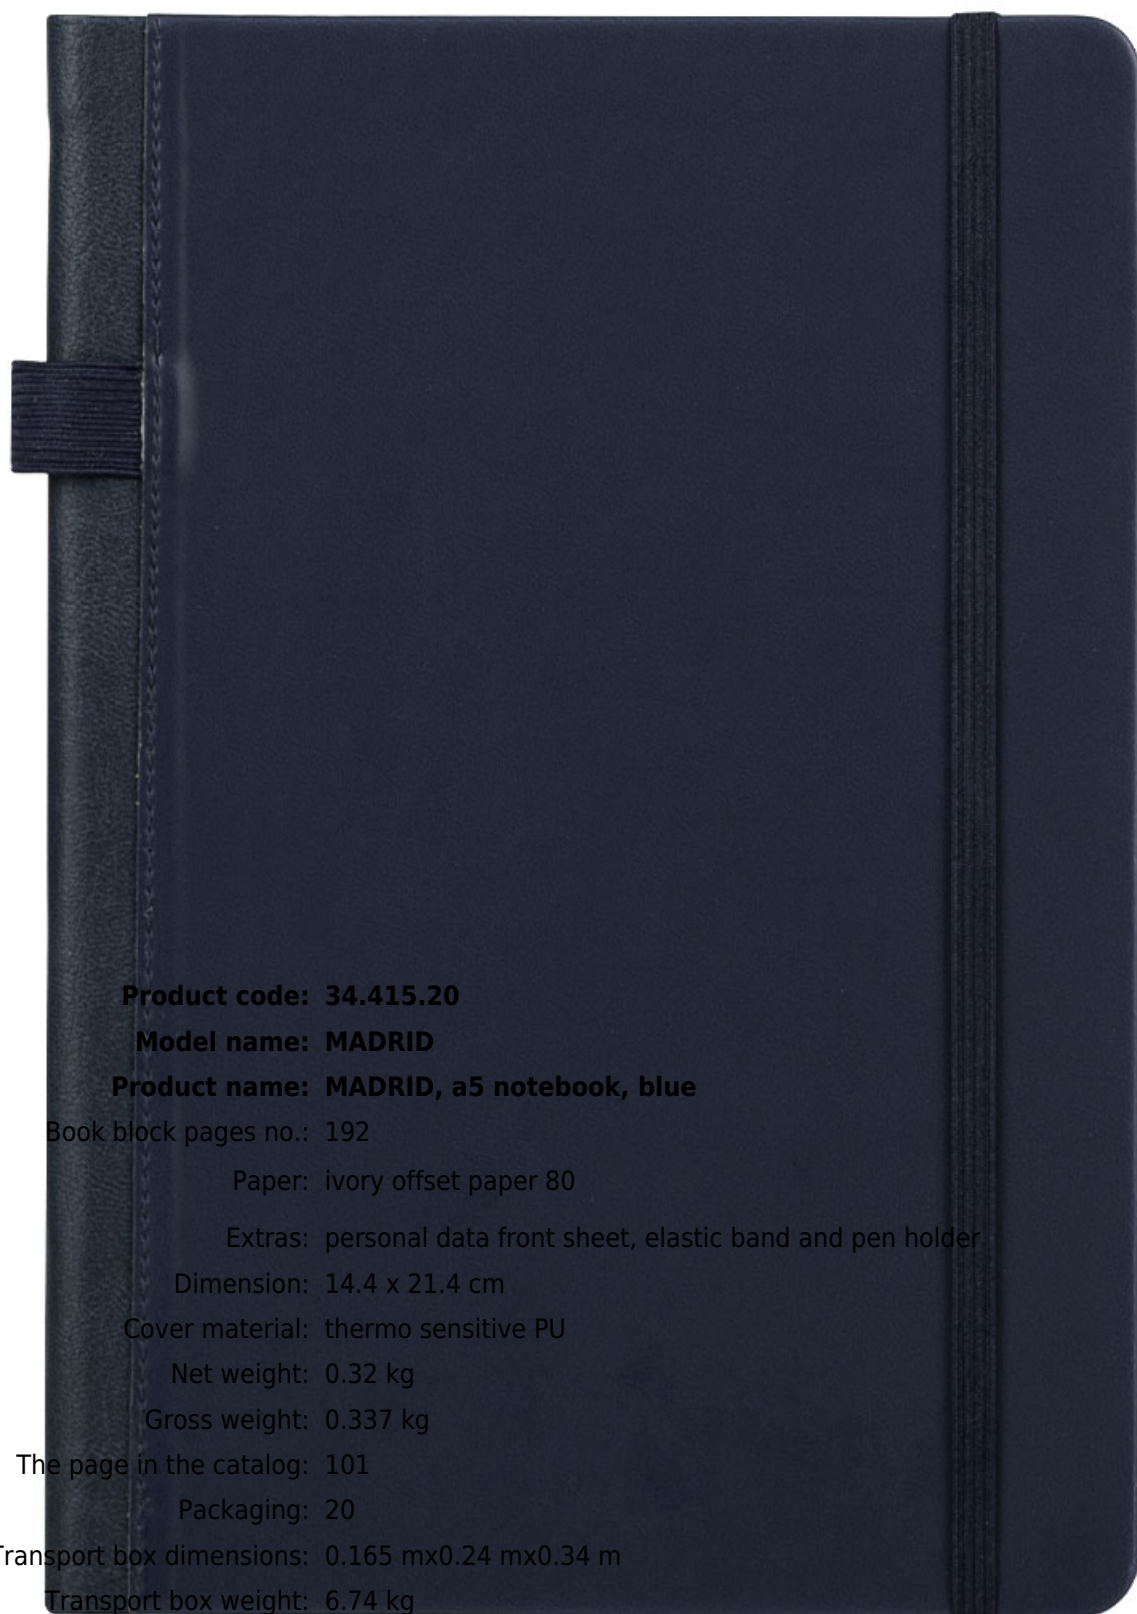 Product code: 34.415.20
Model name: MADRID
Product name: MADRID, a5 notebook, blue
Book block pages no.: 192
Paper: ivory offset paper 80
Extras: personal data front sheet, elastic band and pen holder
Dimension: 14.4 x 21.4 cm
Cover material: thermo sensitive PU
Net weight: 0.32 kg
Gross weight: 0.337 kg
The page in the catalog: 101
Packaging: 20
Transport box dimensions: 0.165 mx0.24 mx0.34 m
Transport box weight: 6.74 kg